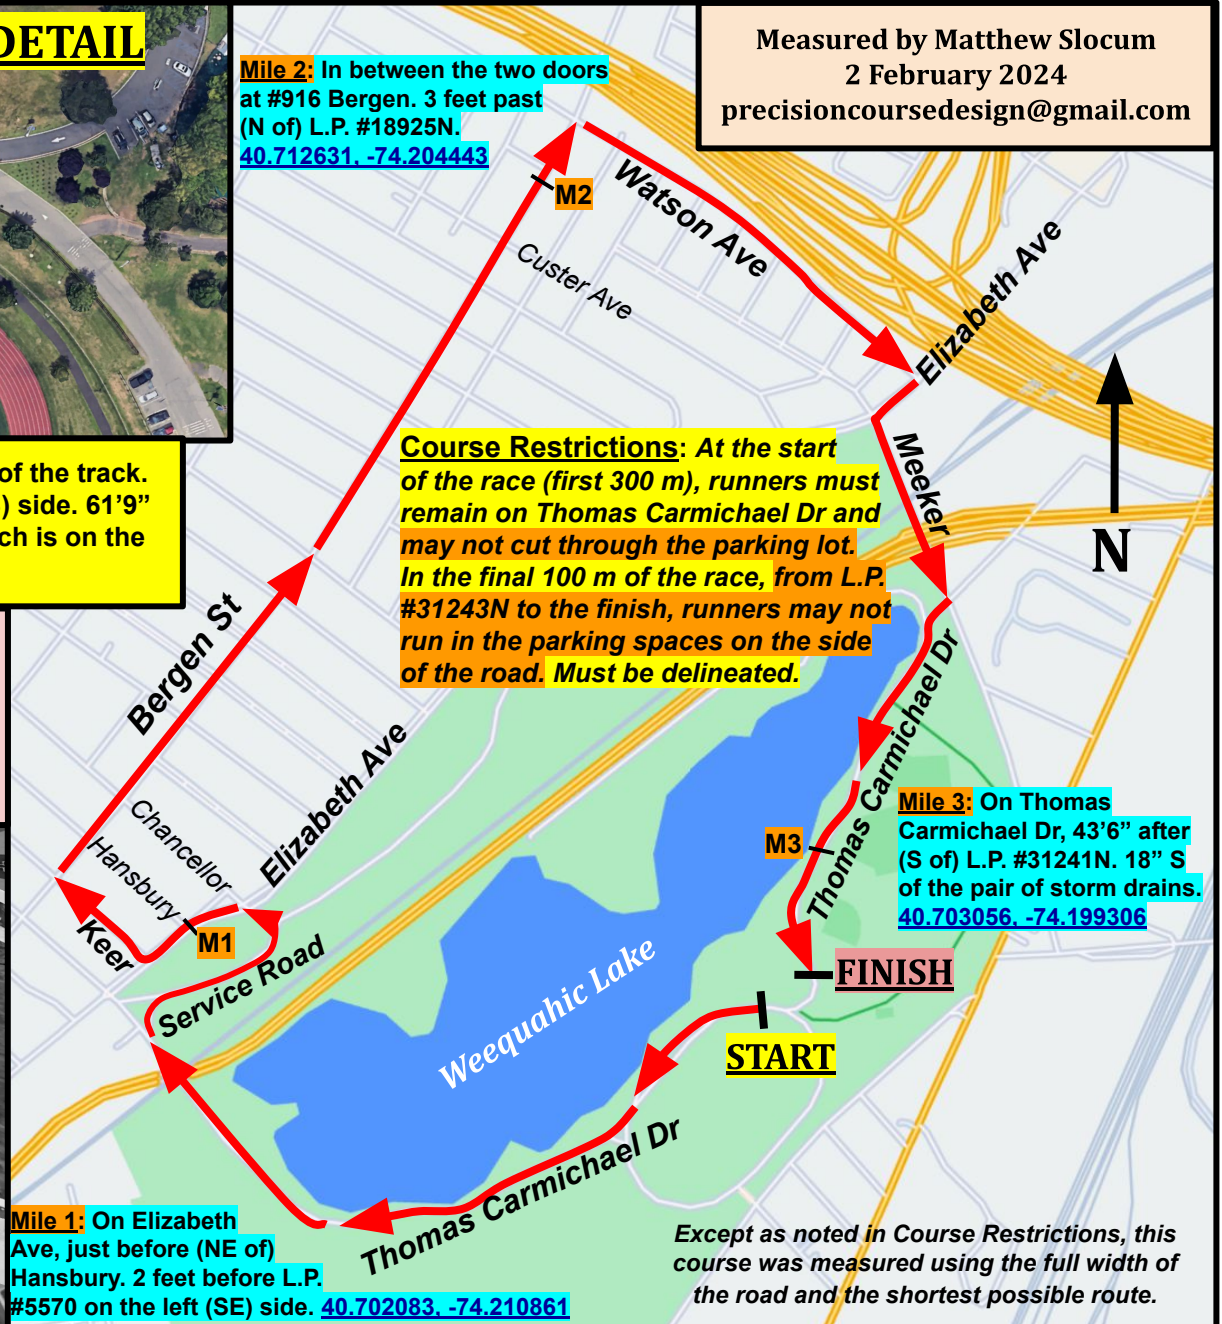 DETAIL
Measured by Matthew Slocum
2 February 2024
precisioncoursedesign@gmail.com
Mile 2: In between the two doors
at #916 Bergen. 3 feet past
(N of) L.P. #18925N.
40.712631, -74.204443
M2
Watson Ave
Custer Ave
Elizabeth Ave
Meeker
N
of the track.
) side. 61'9”
ch is on the
Course Restrictions: At the start
of the race (first 300 m), runners must
remain on Thomas Carmichael Dr and
may not cut through the parking lot.
In the final 100 m of the race, from L.P.
#31243N to the finish, runners may not
run in the parking spaces on the side
of the road. Must be delineated.
Bergen St
Elizabeth Ave
Chancellor
Hansbury
Keer
M1
Service Road
Thomas Carmichael Dr
Mile 3: On Thomas
Carmichael Dr, 43'6” after
(S of) L.P. #31241N. 18” S
of the pair of storm drains.
40.703056, -74.199306
M3
FINISH
START
Weequahic Lake
Thomas Carmichael Dr
Mile 1: On Elizabeth
Ave, just before (NE of)
Hansbury. 2 feet before L.P.
#5570 on the left (SE) side. 40.702083, -74.210861
Except as noted in Course Restrictions, this
course was measured using the full width of
the road and the shortest possible route.